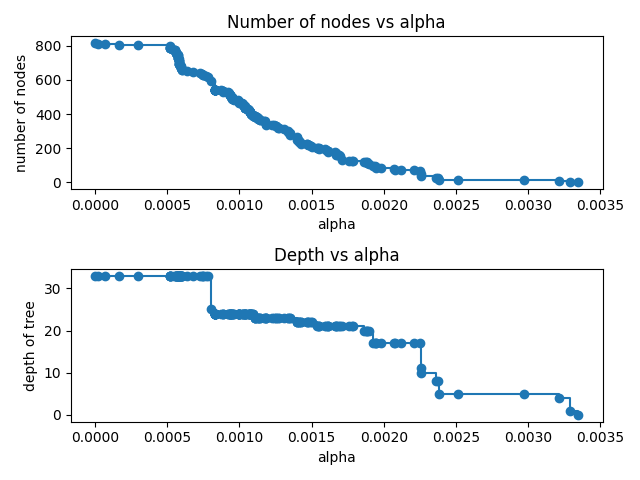 Number of nodes vs alpha
number of nodes
800
600
400
200
0
0.0000 0.0005 0.0010 0.0015 0.0020 0.0025 0.0030 0.0035
alpha
Depth vs alpha
depth of tree
30
20
10
0
0.0000 0.0005 0.0010 0.0015 0.0020 0.0025 0.0030 0.0035
alpha